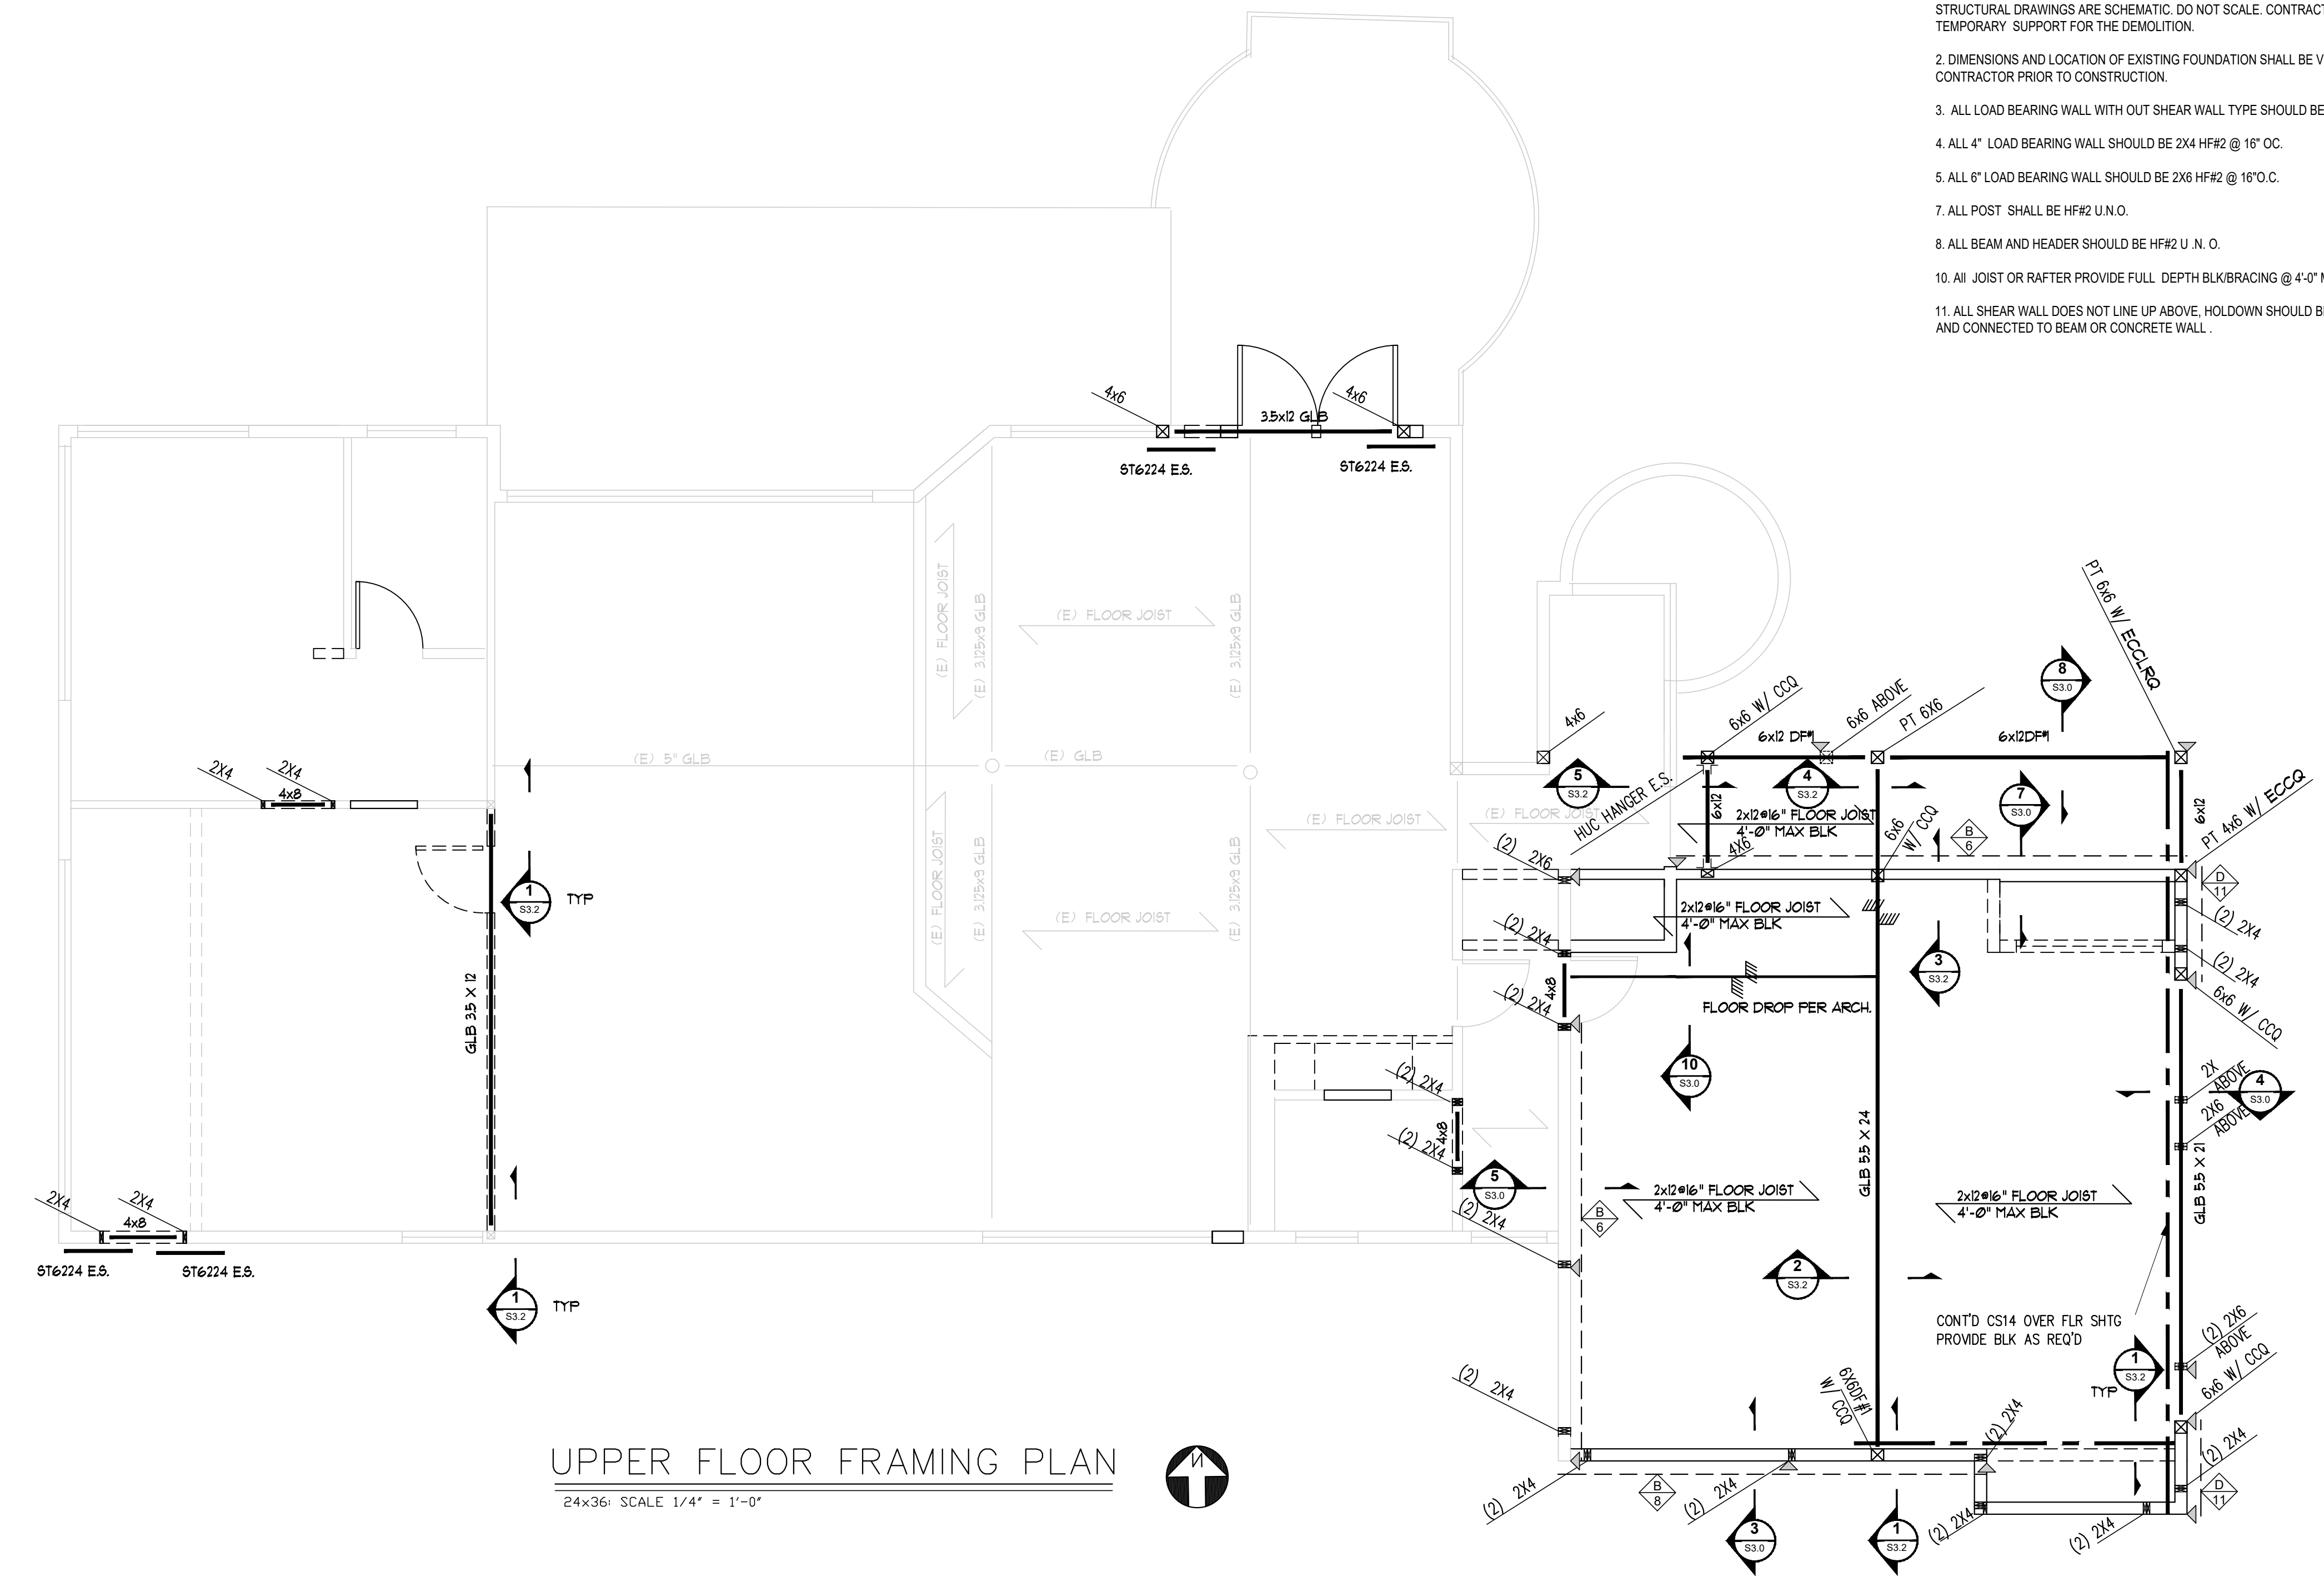 STRUCTURAL DRAWINGS ARE SCHEMATIC. DO NOT SCALE. CONTRACT
TEMPORARY SUPPORT FOR THE DEMOLITION.
2. DIMENSIONS AND LOCATION OF EXISTING FOUNDATION SHALL BE V
CONTRACTOR PRIOR TO CONSTRUCTION.
3. ALL LOAD BEARING WALL WITH OUT SHEAR WALL TYPE SHOULD BE
4. ALL 4" LOAD BEARING WALL SHOULD BE 2X4 HF#2 @ 16" OC.
5. ALL 6" LOAD BEARING WALL SHOULD BE 2X6 HF#2 @ 16"O.C.
7. ALL POST SHALL BE HF#2 U.N.O.
8. ALL BEAM AND HEADER SHOULD BE HF#2 U .N. O.
10. All JOIST OR RAFTER PROVIDE FULL DEPTH BLK/BRACING @ 4'-0"
11. ALL SHEAR WALL DOES NOT LINE UP ABOVE, HOLDOWN SHOULD B
AND CONNECTED TO BEAM OR CONCRETE WALL .
4x6
3.5x12 GLB
4x6
ST6224 E.S.
ST6224 E.S.
(E) FLOOR JOIST
(E) 3.125x9 GLB
(E) FLOOR JOIST
(E) 3.125x9 GLB
(E) 5" GLB
(E) GLB
2X4
2X4
4x8
1
S3.2
TYP
GLB 3.5 X 12
(E) FLOOR JOIST
(E) 3.125x9 GLB
(E) FLOOR JOIST
(E) 3.125x9 GLB
(E) FLOOR JOIST
(E) FLOOR JOIST
2X4
2X4
4x8
ST6224 E.S.
ST6224 E.S.
1
S3.2
TYP
PT 6x6 W/ ECCLRQ
8
S3.0
4x6
6x6 W/ CCQ
6x6 ABOVE
PT 6X6
6x12 DF#1
6x12DF#1
5
S3.2
4
S3.2
7
S3.0
HUC HANGER E.S.
6x12
2x12@16" FLOOR JOIST
4'-0" MAX BLK
4X6
6x6
W/ CCQ
B
6
6x12
PT 4x6 W/ ECCQ
(2) 2X6
D
11
2x12@16" FLOOR JOIST
4'-0" MAX BLK
(2) 2X4
(2) 2X4
3
S3.2
(2) 2X4
(2) 2X4
4x8
FLOOR DROP PER ARCH.
6x6 W/ CCQ
10
S3.0
2X
ABOVE
4
S3.0
2X6
ABOVE
(2) 2X4
(2) 2X4
4x8
GLB 5.5 X 24
GLB 5.5 X 21
5
S3.0
(2) 2X4
B
6
2x12@16" FLOOR JOIST
4'-0" MAX BLK
2x12@16" FLOOR JOIST
4'-0" MAX BLK
2
S3.2
CONT'D CS14 OVER FLR SHTG
PROVIDE BLK AS REQ'D
(2) 2X6
ABOVE
1
S3.2
TYP
6x6 W/ CCQ
(2) 2X4
6X6DF#1
W/ CCQ
(2) 2X4
(2) 2X4
UPPER FLOOR FRAMING PLAN
N
24x36: SCALE 1/4" = 1'-0"
(2) 2X4
B
8
(2) 2X4
D
11
3
S3.0
1
S3.2
(2) 2X4
(2) 2X4